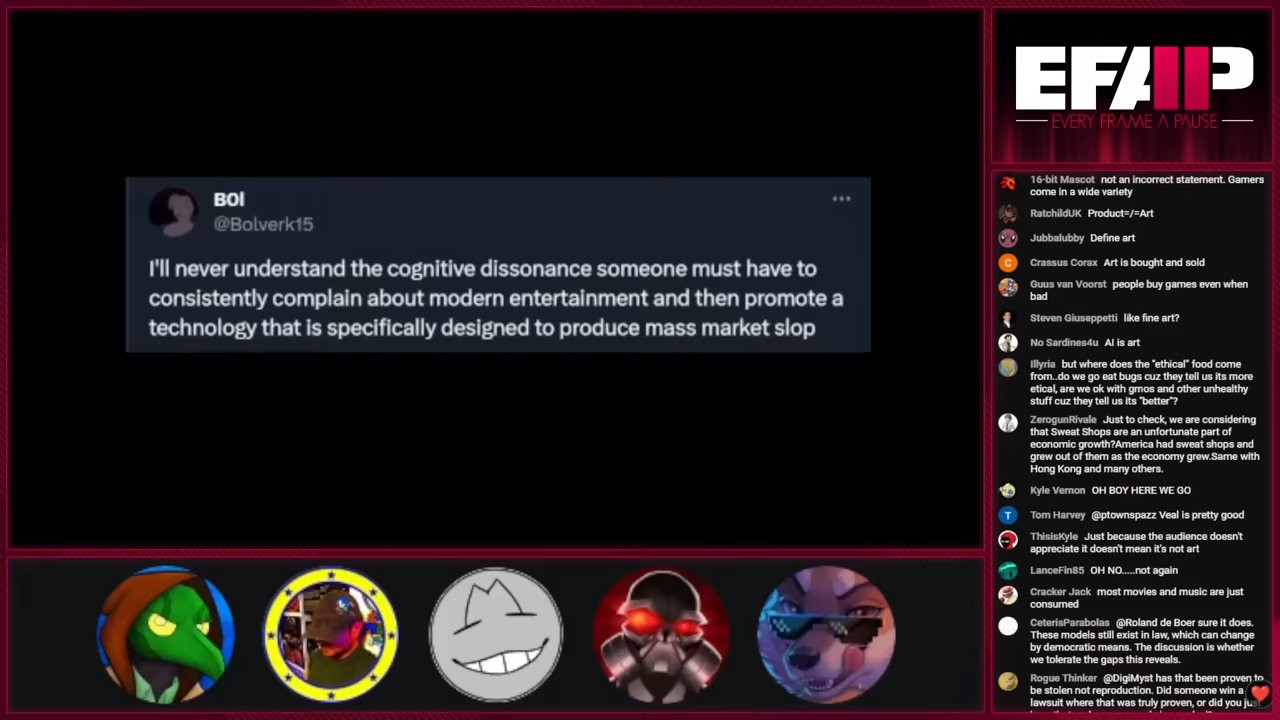 BOI
@Bolverk15
I'll never understand the cognitive dissonance someone must have to
consistently complain about modern entertainment and then promote a
technology that is specifically designed to produce mass market slop
EFAP
EVERY FRAME A PAUSE
16-bit Mascot not an incorrect statement. Gamers
come in a wide variety
RatchildUK Product=/=Art
Jubbalubby Define art
Crassus Corax Art is bought and sold
Guus van Voorst people buy games even when
bad
Steven Giuseppetti like fine art?
No Sardines4u AI is art
Illyria but where does the "ethical" food come
from..do we go eat bugs cuz they tell us its more
etical, are we ok with gmos and other unhealthy
stuff cuz they tell us its "better"?
ZerogunRivale Just to check, we are considering
that Sweat Shops are an unfortunate part of
economic growth?America had sweat shops and
grew out of them as the economy grew.Same with
Hong Kong and many others.
Kyle Vernon OH BOY HERE WE GO
T
Tom Harvey @ptownspazz Veal is pretty good
ThisisKyle Just because the audience doesn't
appreciate it doesn't mean it's not art
LanceFin85 OH NO.....not again
Cracker Jack most movies and music are just
consumed
CeterisParabolas @Roland de Boer sure it does.
These models still exist in law, which can change
by democratic means. The discussion is whether
we tolerate the gaps this reveals.
Rogue Thinker @DigiMyst has that been proven to
be stolen not reproduction. Did someone win a
lawsuit where that was truly proven, or did you just